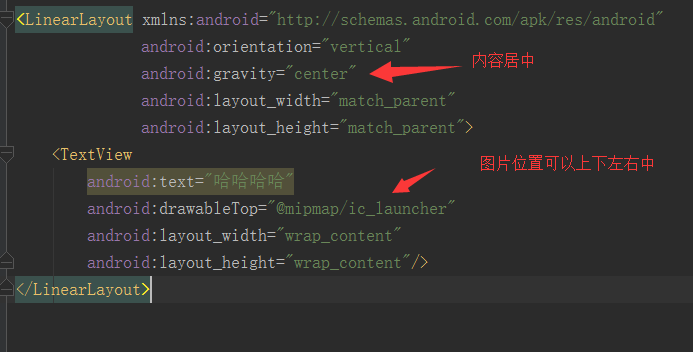 <LinearLayout xmlns:android="http://schemas.android.com/apk/res/android"
android:orientation="vertical"
android:gravity="center"
内容居中
android:layout_width="match_parent"
android:layout_height="match_parent">
<TextView
图片位置可以上下左右中
android:text="哈哈哈哈"
android:drawableTop="@mipmap/ic_launcher"
android:layout_width="wrap_content"
android:layout_height="wrap_content"/>
</LinearLayout>